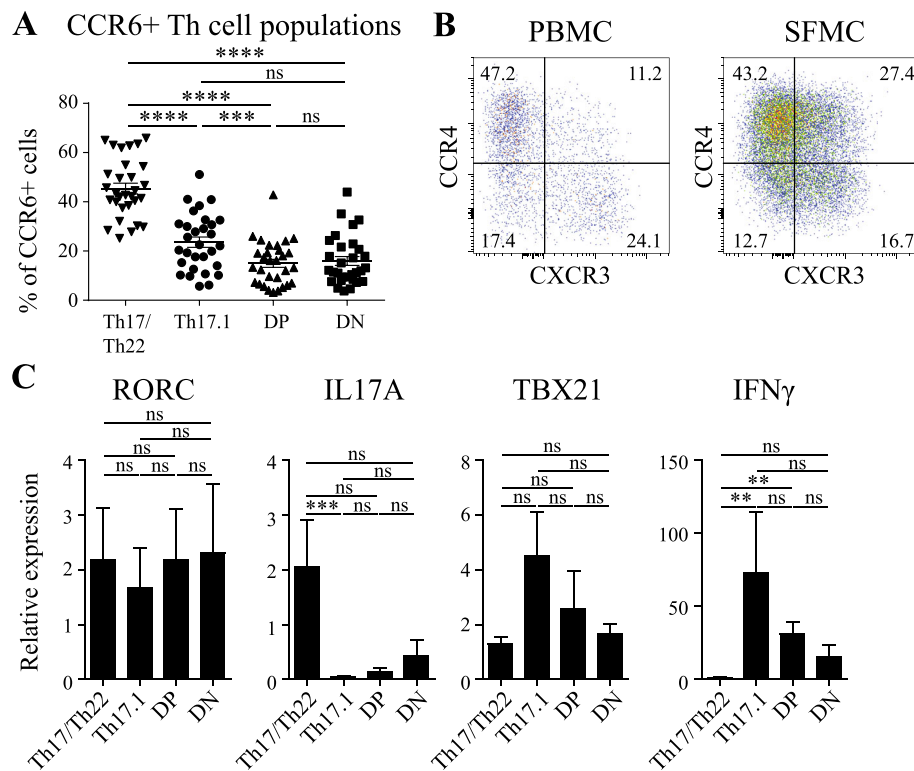 A CCR6+ Th cell populations
****
ns
****
**** *** ns
% of CCR6+ cells
80
60
40
20
0
Th17/
Th22
Th17.1
DP
DN
B PBMC SFMC
47.2 11.2
17.4 24.1
CCR4
CXCR3
43.2 27.4
12.7 16.7
CCR4
CXCR3
C
RORC
ns
ns
ns
ns ns ns
Relative expression
4
3
2
1
0
Th17/Th22
Th17.1
DP
DN
IL17A
ns
ns
ns
*** ns ns
4
3
2
1
0
Th17/Th22
Th17.1
DP
DN
TBX21
ns
ns
ns
ns ns ns
8
6
4
2
0
Th17/Th22
Th17.1
DP
DN
IFNγ
ns
ns
**
** ns ns
150
100
50
0
Th17/Th22
Th17.1
DP
DN